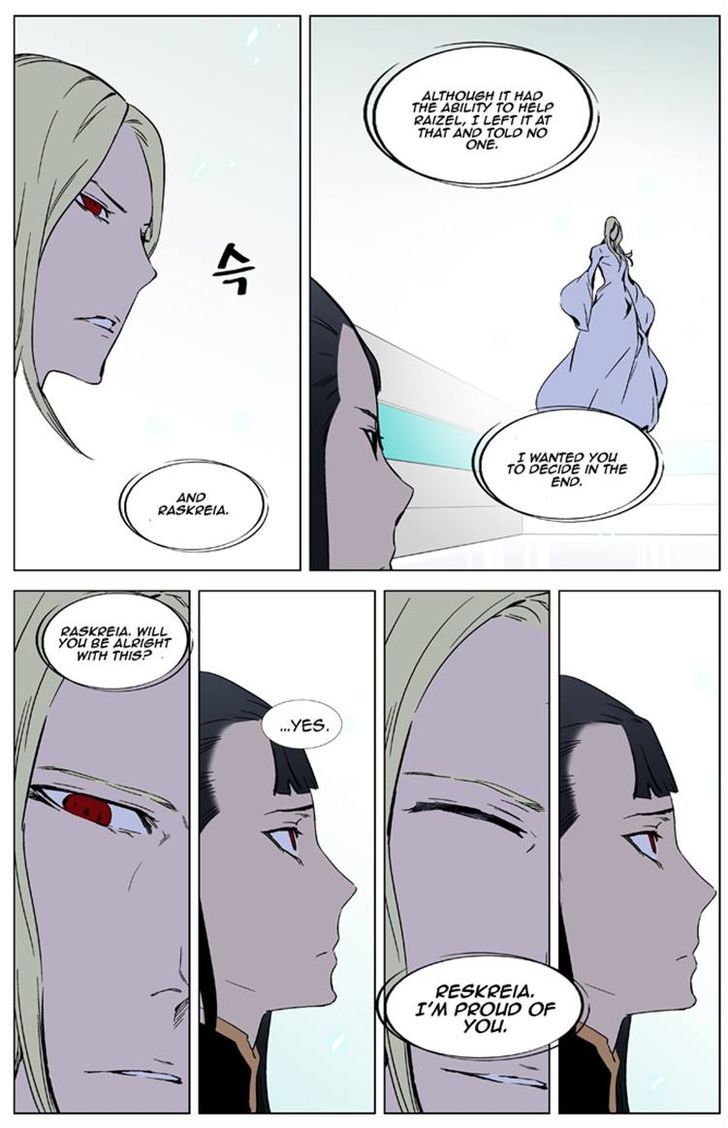 ALTHOUGH IT HAD
THE ABILITY TO HELP
RAIZEL, I LEFT IT AT
THAT AND TOLD NO
ONE.
슥
I WANTED YOU
TO DECIDE IN THE
END.
AND
RASKREIA.
RASKREIA. WILL
YOU BE ALRIGHT
WITH THIS?
...YES.
RESKREIA.
I'M PROUD OF
YOU.